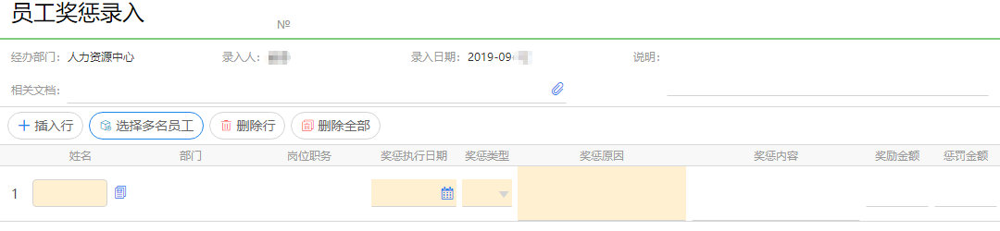 员工奖惩录入
№
经办部门: 人力资源中心 录入人: 录入日期: 2019-09 说明:
相关文档:
插入行 选择多名员工 删除行 删除全部
姓名 部门 岗位职务 奖惩执行日期 奖惩类型 奖惩原因 奖惩内容 奖励金额 惩罚金额
1